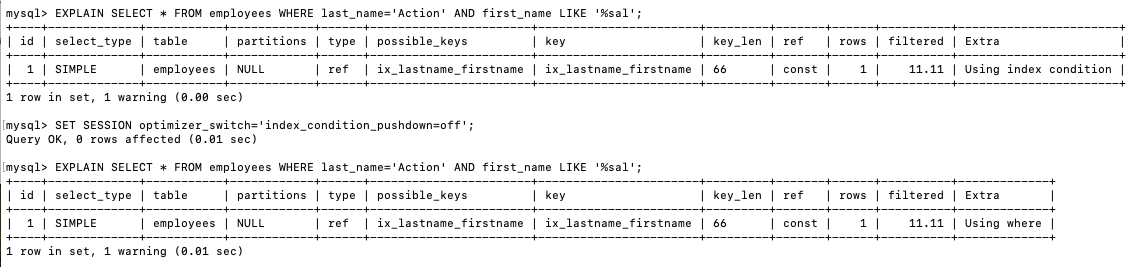 mysql> EXPLAIN SELECT * FROM employees WHERE last_name='Action' AND first_name LIKE '%sal';
+----+-------------+-----------+------------+------+-----------------------+-----------------------+---------+-------+------+----------+-----------------------+
| id | select_type | table     | partitions | type | possible_keys         | key                   | key_len | ref   | rows | filtered | Extra                 |
+----+-------------+-----------+------------+------+-----------------------+-----------------------+---------+-------+------+----------+-----------------------+
|  1 | SIMPLE      | employees | NULL       | ref  | ix_lastname_firstname | ix_lastname_firstname | 66      | const |    1 |    11.11 | Using index condition |
+----+-------------+-----------+------------+------+-----------------------+-----------------------+---------+-------+------+----------+-----------------------+
1 row in set, 1 warning (0.00 sec)
[mysql> SET SESSION optimizer_switch='index_condition_pushdown=off';
Query OK, 0 rows affected (0.01 sec)
[mysql> EXPLAIN SELECT * FROM employees WHERE last_name='Action' AND first_name LIKE '%sal';
+----+-------------+-----------+------------+------+-----------------------+-----------------------+---------+-------+------+----------+-------------+
| id | select_type | table     | partitions | type | possible_keys         | key                   | key_len | ref   | rows | filtered | Extra       |
+----+-------------+-----------+------------+------+-----------------------+-----------------------+---------+-------+------+----------+-------------+
|  1 | SIMPLE      | employees | NULL       | ref  | ix_lastname_firstname | ix_lastname_firstname | 66      | const |    1 |    11.11 | Using where |
+----+-------------+-----------+------------+------+-----------------------+-----------------------+---------+-------+------+----------+-------------+
1 row in set, 1 warning (0.01 sec)